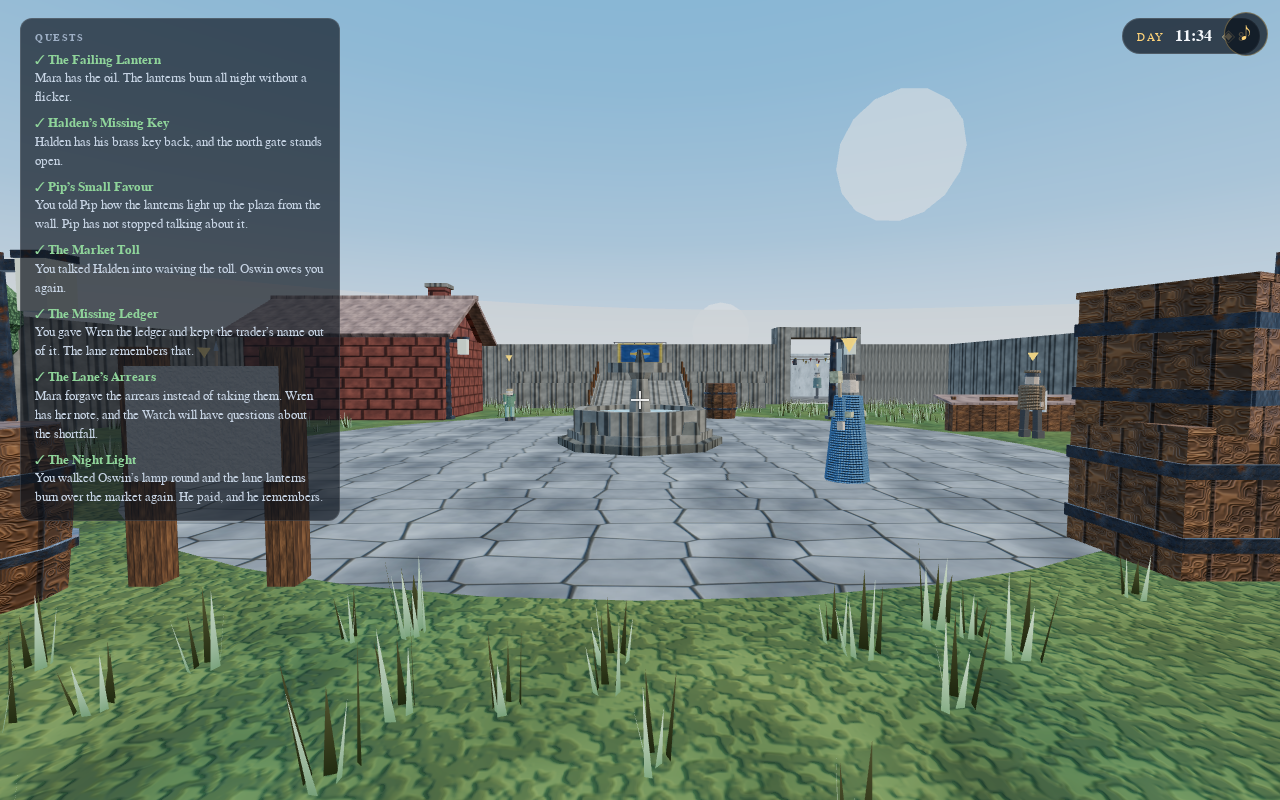 QUESTS
✓ The Failing Lantern
Mara has the oil. The lanterns burn all night without a
flicker.
✓ Halden’s Missing Key
Halden has his brass key back, and the north gate stands
open.
✓ Pip’s Small Favour
You told Pip how the lanterns light up the plaza from the
wall. Pip has not stopped talking about it.
✓ The Market Toll
You talked Halden into waiving the toll. Oswin owes you
again.
✓ The Missing Ledger
You gave Wren the ledger and kept the trader’s name out
of it. The lane remembers that.
✓ The Lane’s Arrears
Mara forgave the arrears instead of taking them. Wren
has her note, and the Watch will have questions about
the shortfall.
✓ The Night Light
You walked Oswin’s lamp round and the lane lanterns
burn over the market again. He paid, and he remembers.
DAY 11:34